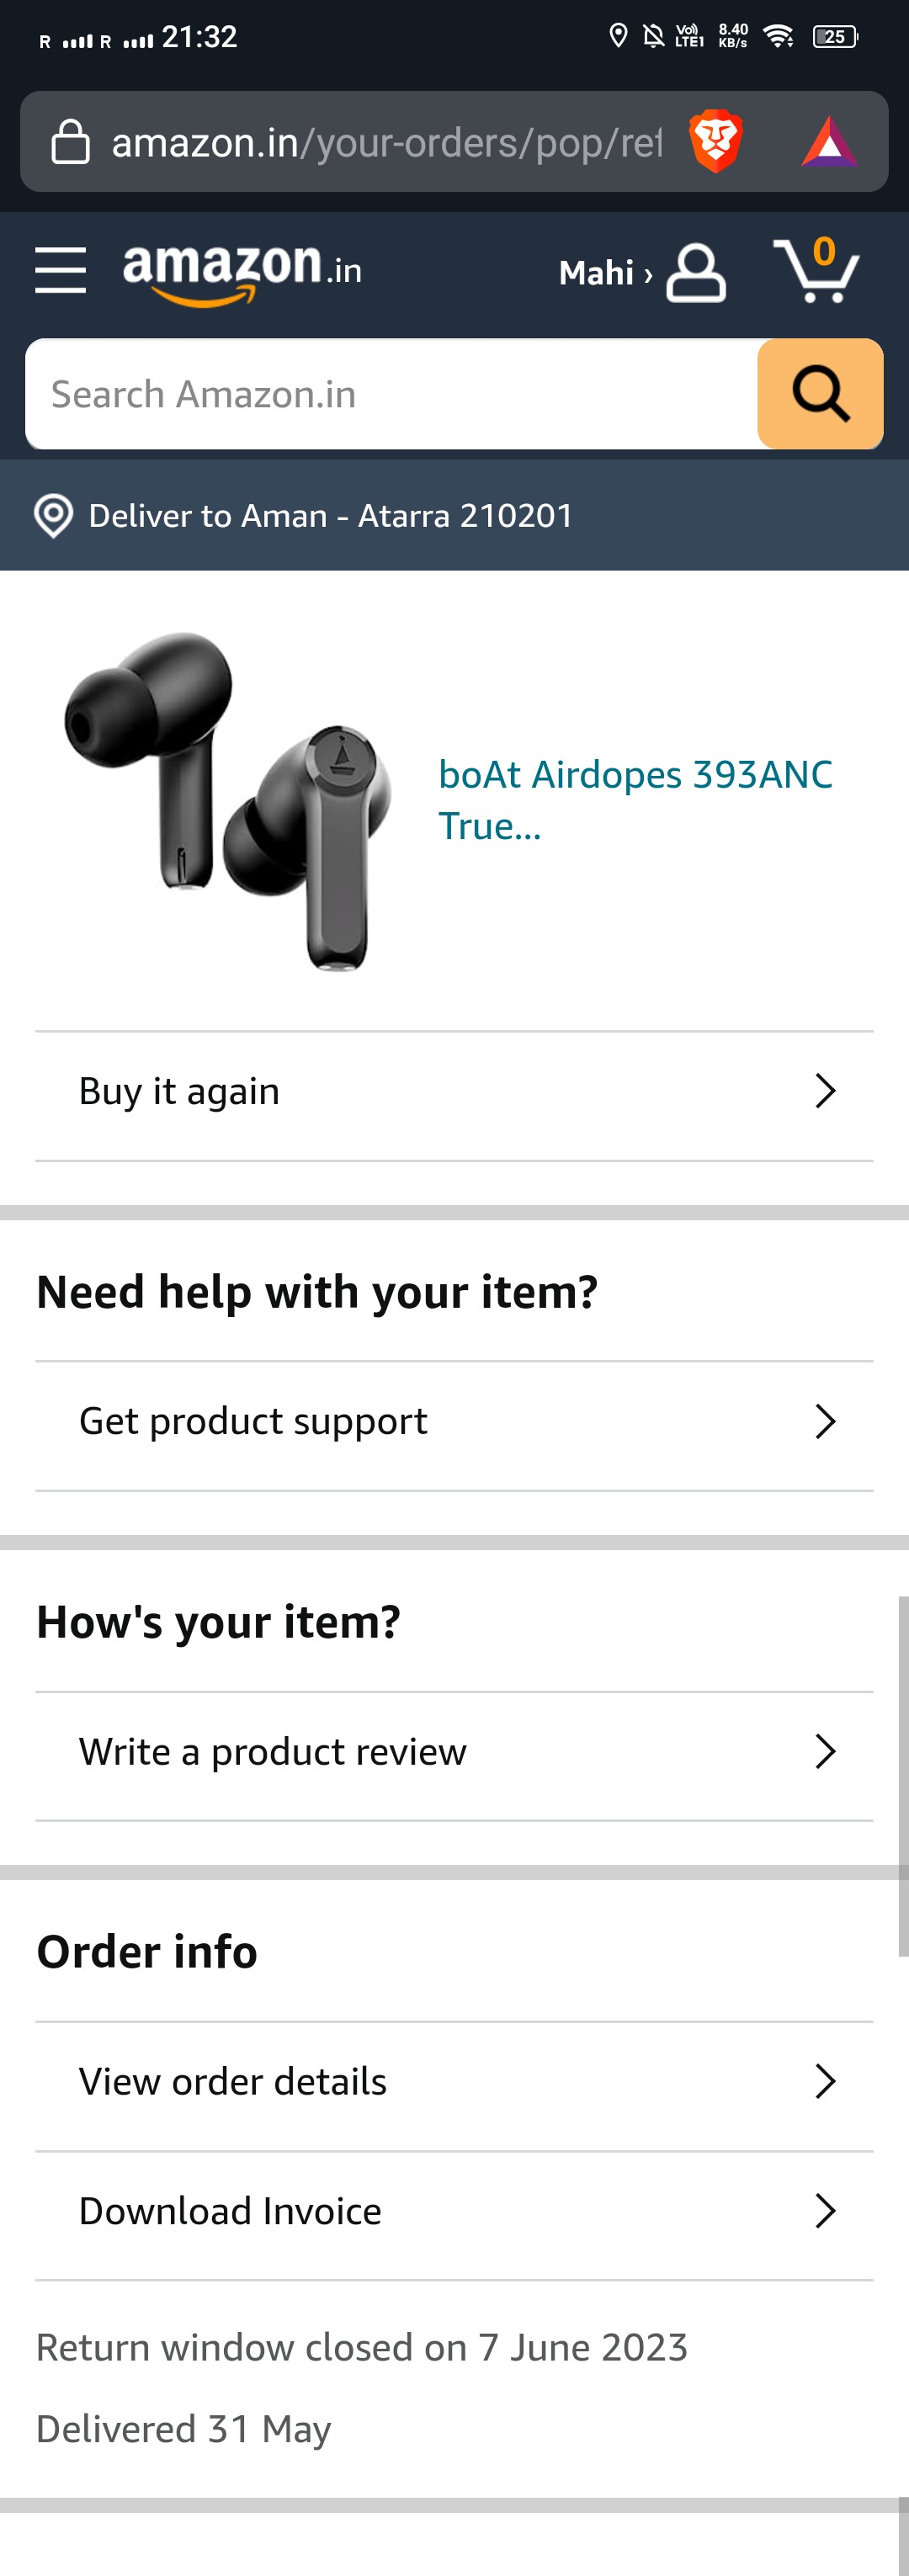 R R 21:32 Vo) LTE1 8.40 KB/s 25
amazon.in/your-orders/pop/ref
amazon.in Mahi › 0
Search Amazon.in
Deliver to Aman - Atarra 210201
boAt Airdopes 393ANC
True...
Buy it again
Need help with your item?
Get product support
How's your item?
Write a product review
Order info
View order details
Download Invoice
Return window closed on 7 June 2023
Delivered 31 May